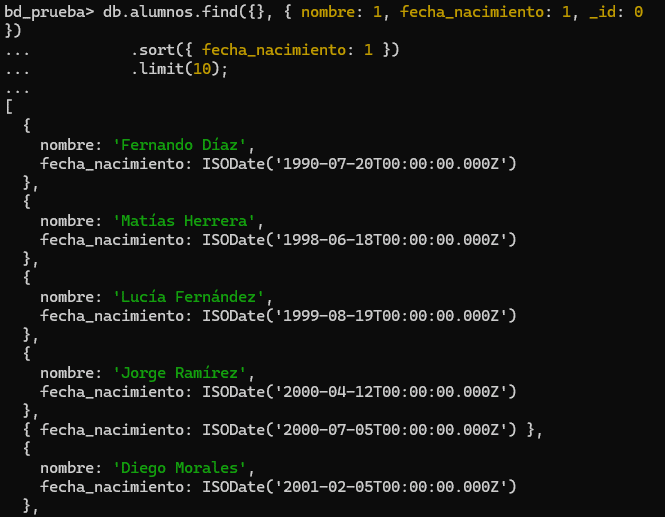 bd_prueba> db.alumnos.find({}, { nombre: 1, fecha_nacimiento: 1, _id: 0
})
...          .sort({ fecha_nacimiento: 1 })
...          .limit(10);
...
[
  {
    nombre: 'Fernando Díaz',
    fecha_nacimiento: ISODate('1990-07-20T00:00:00.000Z')
  },
  {
    nombre: 'Matías Herrera',
    fecha_nacimiento: ISODate('1998-06-18T00:00:00.000Z')
  },
  {
    nombre: 'Lucía Fernández',
    fecha_nacimiento: ISODate('1999-08-19T00:00:00.000Z')
  },
  {
    nombre: 'Jorge Ramírez',
    fecha_nacimiento: ISODate('2000-04-12T00:00:00.000Z')
  },
  { fecha_nacimiento: ISODate('2000-07-05T00:00:00.000Z') },
  {
    nombre: 'Diego Morales',
    fecha_nacimiento: ISODate('2001-02-05T00:00:00.000Z')
  },